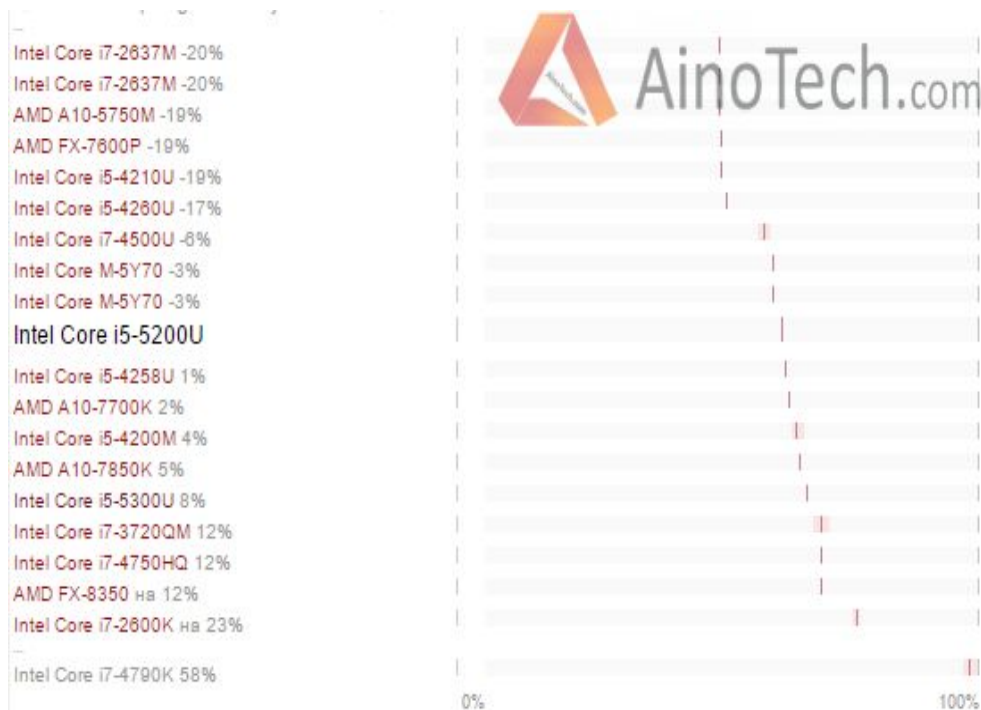 AinoTech.com
Ainotech.com
Intel Core i7-2637M -20%
Intel Core i7-2637M -20%
AMD A10-5750M -19%
AMD FX-7600P -19%
Intel Core i5-4210U -19%
Intel Core i5-4260U -17%
Intel Core i7-4500U -6%
Intel Core M-5Y70 -3%
Intel Core M-5Y70 -3%
Intel Core i5-5200U
Intel Core i5-4258U 1%
AMD A10-7700K 2%
Intel Core i5-4200M 4%
AMD A10-7850K 5%
Intel Core i5-5300U 8%
Intel Core i7-3720QM 12%
Intel Core i7-4750HQ 12%
AMD FX-8350 на 12%
Intel Core i7-2600K на 23%
...
Intel Core i7-4790K 58%
0% 100%